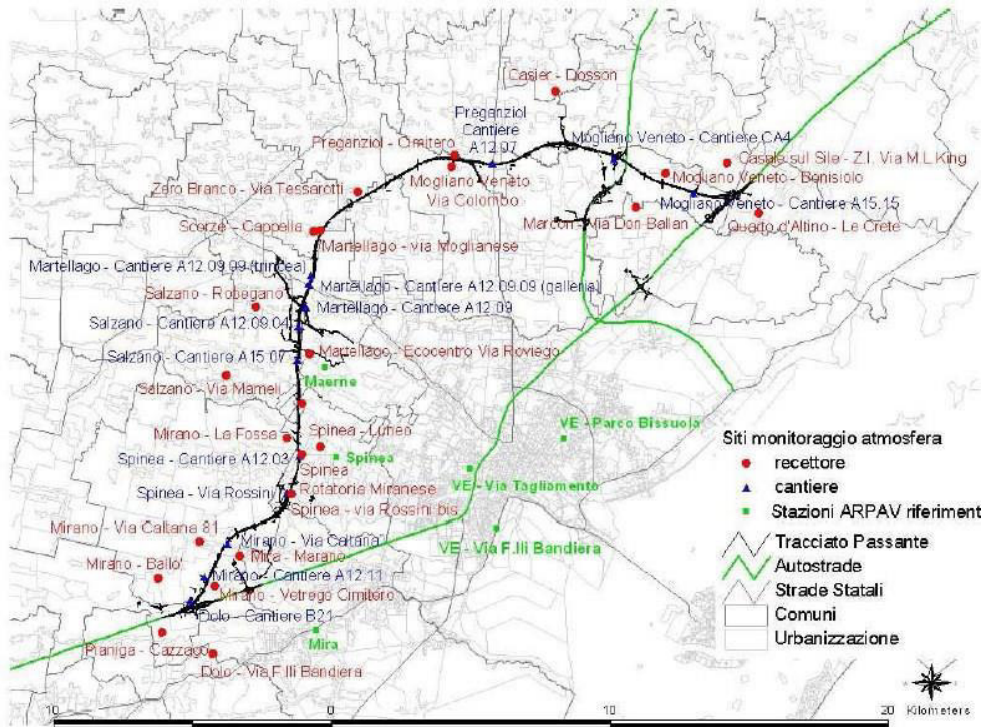 Casier - Dosson
Preganziol
Cantiere
A12.07
Preganziol - Cimitero
Mogliano Veneto - Cantiere CA4
Casale sul Sile - Z.I. Via M.L.King
Mogliano Veneto
Via Colombo
Mogliano Veneto - Bonisiolo
Zero Branco - Via Tessarotti
Mogliano Veneto - Cantiere A15.15
Marcon - Via Don Ballan
Quarto d'Altino - Le Crete
Scorzè - Cappella
Martellago - via Moglianese
Martellago - Cantiere A12.09.09 (trincea)
Martellago - Cantiere A12.09.09 (galleria)
Salzano - Robegano
Martellago - Cantiere A12.09
Salzano - Cantiere A12.09.04
Salzano - Cantiere A15.07
Martellago - Ecocentro Via Roviego
Maerne
Salzano - Via Mameli
VE - Parco Bissuola
Mirano - La Fossa
Spinea - Luneo
Spinea - Cantiere A12.03
Spinea
Spinea
VE - Via Tagliamento
Spinea - Via Rossini
Rotatoria Miranese
Spinea - via Rossini bis
Mirano - Via Caltana 81
Mirano - Via Caltana
VE - Via F.lli Bandiera
Mira - Marano
Mirano - Ballo'
Mirano - Cantiere A12.11
Mirano - Vetrego Cimitero
Dolo - Cantiere B21
Mira
Pianiga - Cazzago
Dolo - Via F.lli Bandiera
Siti monitoraggio atmosfera
recettore
cantiere
Stazioni ARPAV riferiment
Tracciato Passante
Autostrade
Strade Statali
Comuni
Urbanizzazione
10 0 10 20
Kilometers